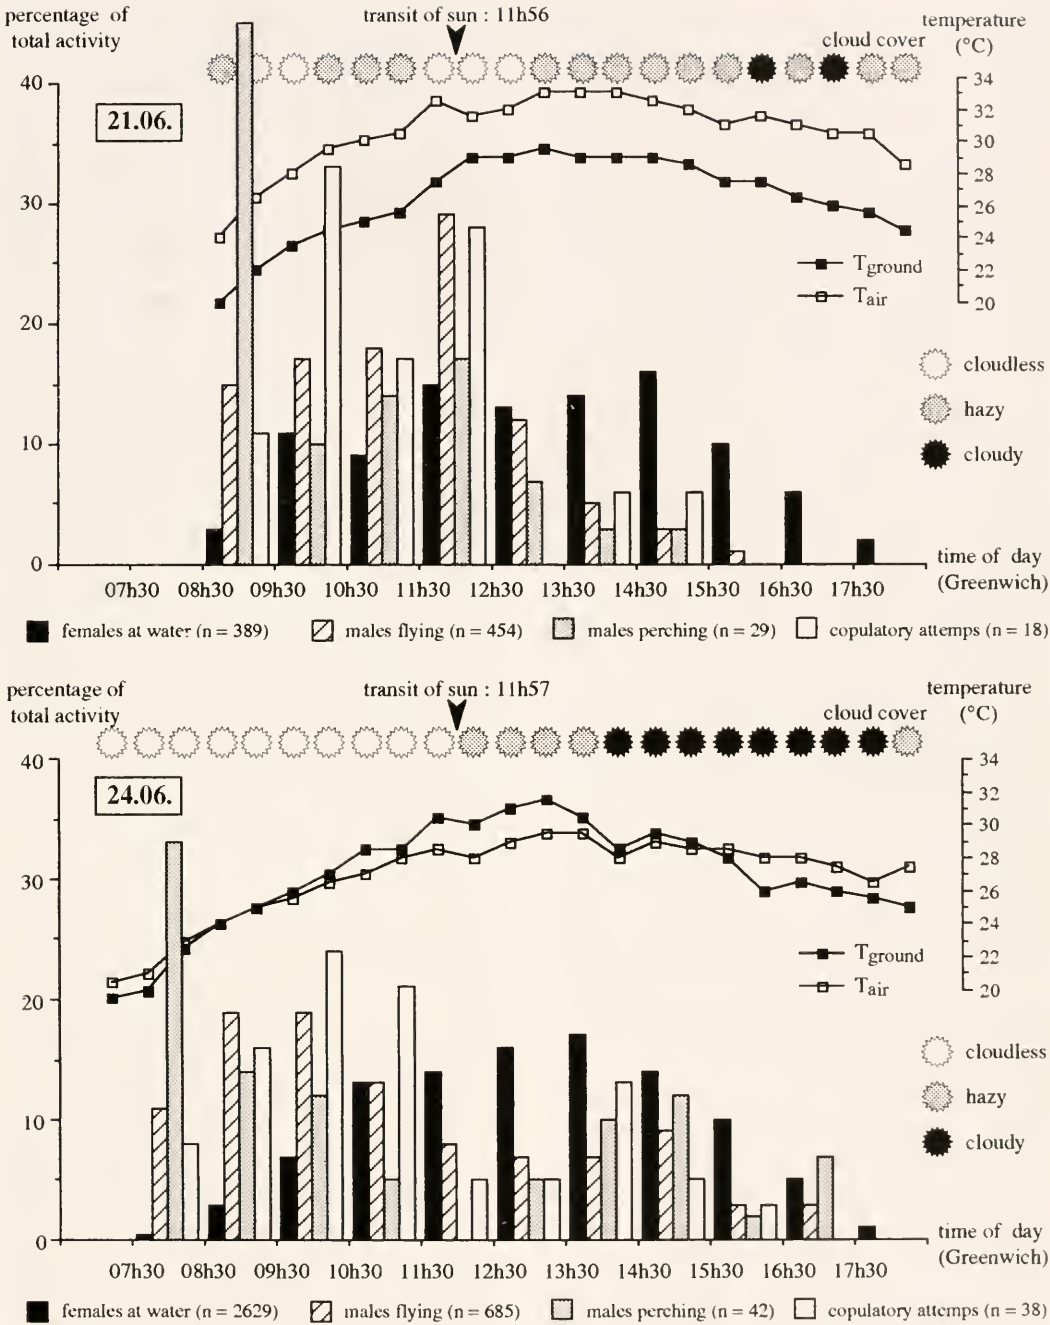 percentage of
total activity
transit of sun : 11h56
temperature
(°C)
cloud cover
40
30
20
10
0
21.06.
34
32
30
28
26
24
22
20
Tground
Tair
cloudless
hazy
cloudy
07h30 08h30 09h30 10h30 11h30 12h30 13h30 14h30 15h30 16h30 17h30
time of day
(Greenwich)
females at water (n = 389) males flying (n = 454) males perching (n = 29) copulatory attemps (n = 18)
percentage of
total activity
transit of sun : 11h57
temperature
(°C)
cloud cover
40
30
20
10
0
24.06.
34
32
30
28
26
24
22
20
Tground
Tair
cloudless
hazy
cloudy
07h30 08h30 09h30 10h30 11h30 12h30 13h30 14h30 15h30 16h30 17h30
time of day
(Greenwich)
females at water (n = 2629) males flying (n = 685) males perching (n = 42) copulatory attemps (n = 38)